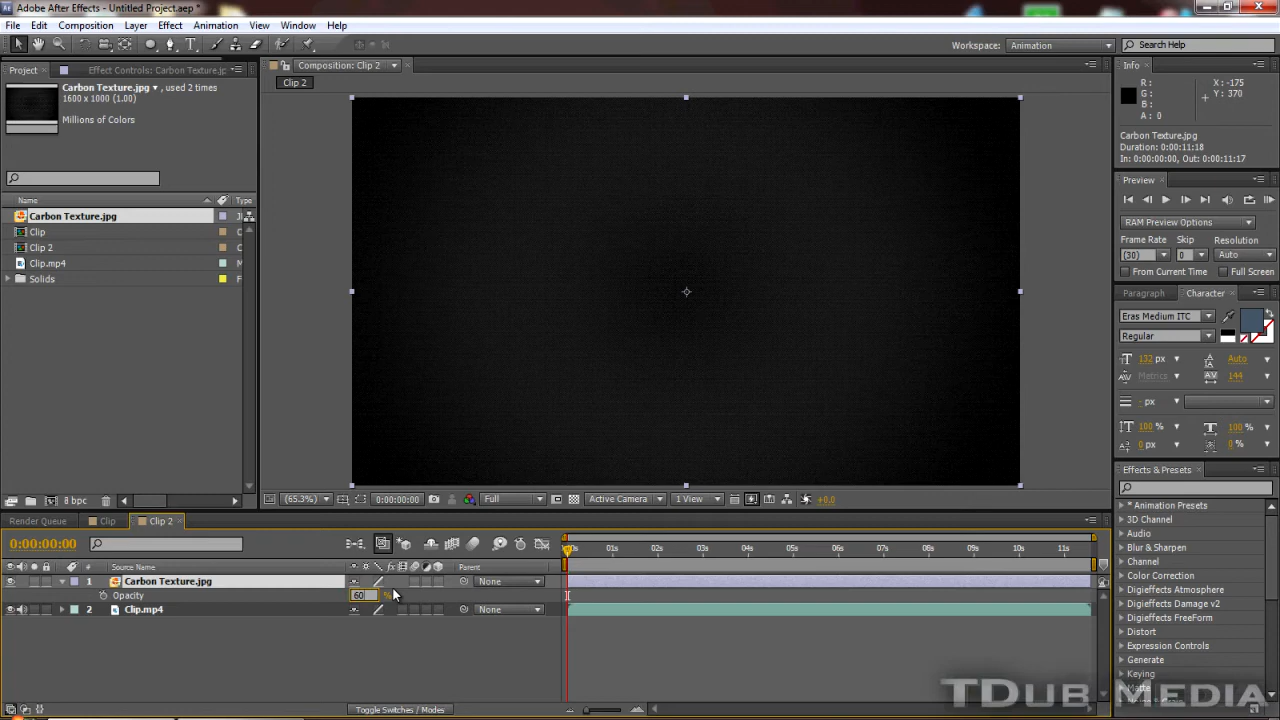 Adobe After Effects - Untitled Project.aep *
File Edit Composition Layer Effect Animation View Window Help
Workspace: Animation Search Help
Project Effect Controls: Carbon Texture.jp
Carbon Texture.jpg ▾, used 2 times
1600 x 1000 (1.00)
Millions of Colors
Name Type
Carbon Texture.jpg
Clip
Clip 2
Clip.mp4
Solids
8 bpc
Composition: Clip 2
Clip 2
(65.3%) 0:00:00:00 Full Active Camera 1 View +0.0
Info
R: X: -175
G: Y: 370
B:
A: 0
Carbon Texture.jpg
Duration: 0:00:11:18
In: 0:00:00:00, Out: 0:00:11:17
Preview
RAM Preview Options
Frame Rate Skip Resolution
(30) 0 Auto
From Current Time Full Screen
Paragraph Character
Eras Medium ITC
Regular
132 px Auto
Metrics 144
- px
100 % 100 %
0 px 0 %
Effects & Presets
* Animation Presets
3D Channel
Audio
Blur & Sharpen
Channel
Color Correction
Digieffects Atmosphere
Digieffects Damage v2
Digieffects FreeForm
Distort
Expression Controls
Generate
Keying
Matte
Render Queue Clip Clip 2
0:00:00:00
# Source Name Parent
1 Carbon Texture.jpg None
Opacity 60 %
2 Clip.mp4 None
01s 02s 03s 04s 05s 06s 07s 08s 09s 10s 11s
Toggle Switches / Modes
TDub Media